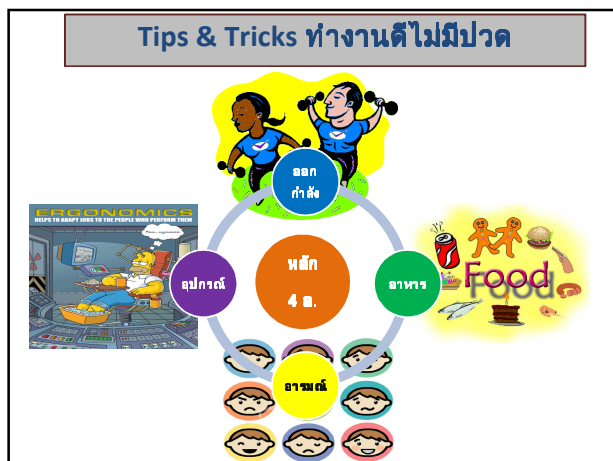 Tips & Tricks ทำงานดีไม่มีปวด
ออก
กำลัง
ERGONOMICS
HELPS TO ADAPT JOBS TO THE PEOPLE WHO PERFORM THEM
อุปกรณ์
หลัก
4 อ.
อาหาร
Food
อารมณ์